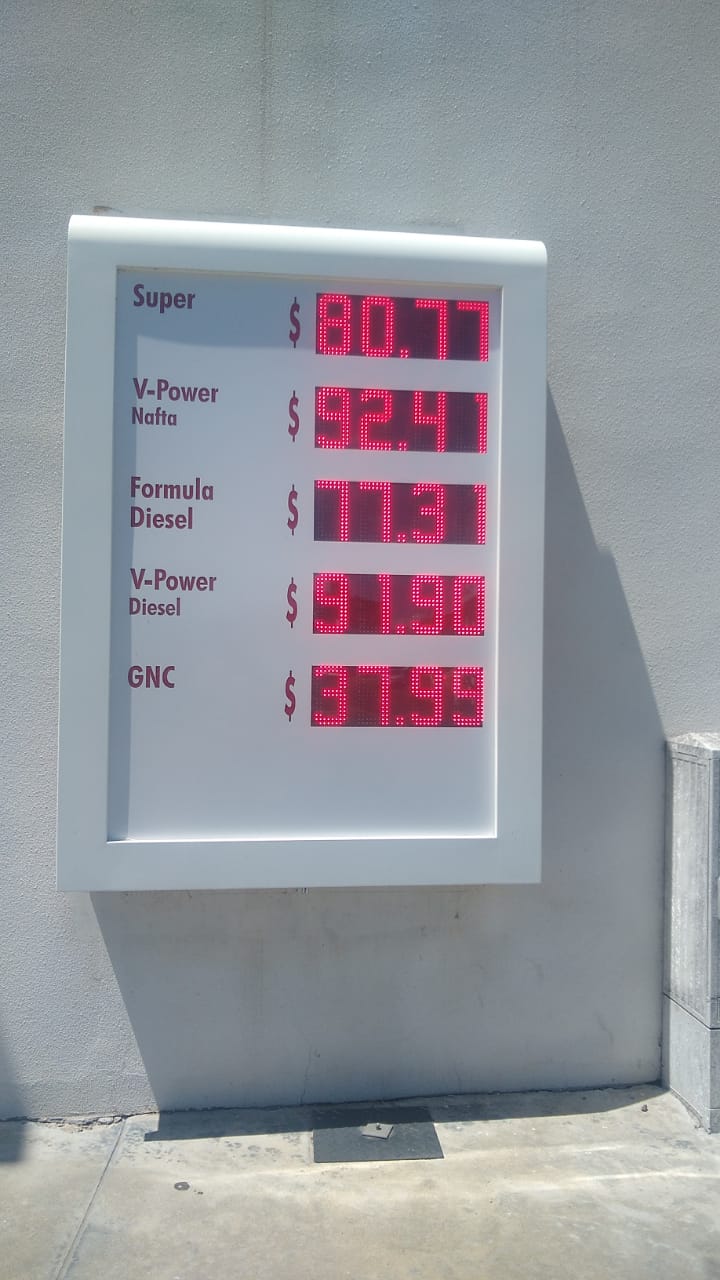 Super $ 80.77
V-Power
Nafta $ 92.41
Formula
Diesel $ 77.31
V-Power
Diesel $ 91.90
GNC $ 37.99